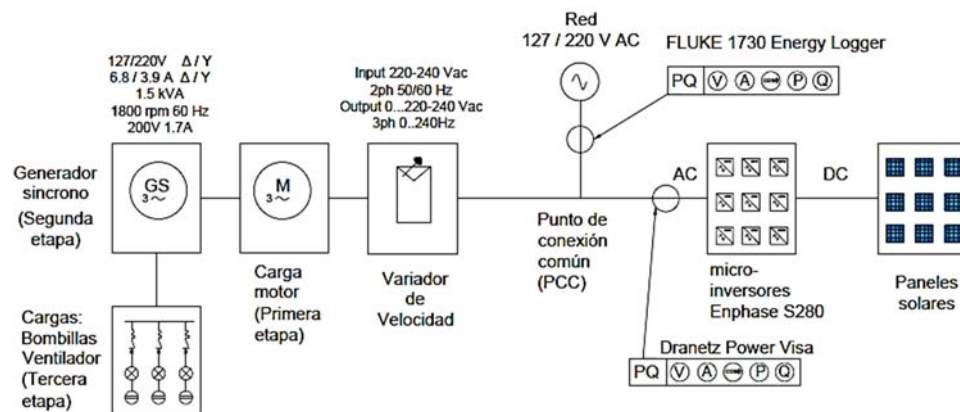 Red
127 / 220 V AC
FLUKE 1730 Energy Logger
PQ V A cosφ P Q
127/220V Δ / Y
6.8 / 3.9 A Δ / Y
1.5 kVA
1800 rpm 60 Hz
200V 1.7A
Input 220-240 Vac
2ph 50/60 Hz
Output 0...220-240 Vac
3ph 0..240Hz
Generador
sincrono
(Segunda
etapa)
GS
3
M
3
Carga
motor
(Primera
etapa)
Variador
de
Velocidad
Punto de
conexión
común
(PCC)
AC
DC
micro-
inversores
Enphase S280
Paneles
solares
Cargas:
Bombillas
Ventilador
(Tercera
etapa)
Dranetz Power Visa
PQ V A cosφ P Q